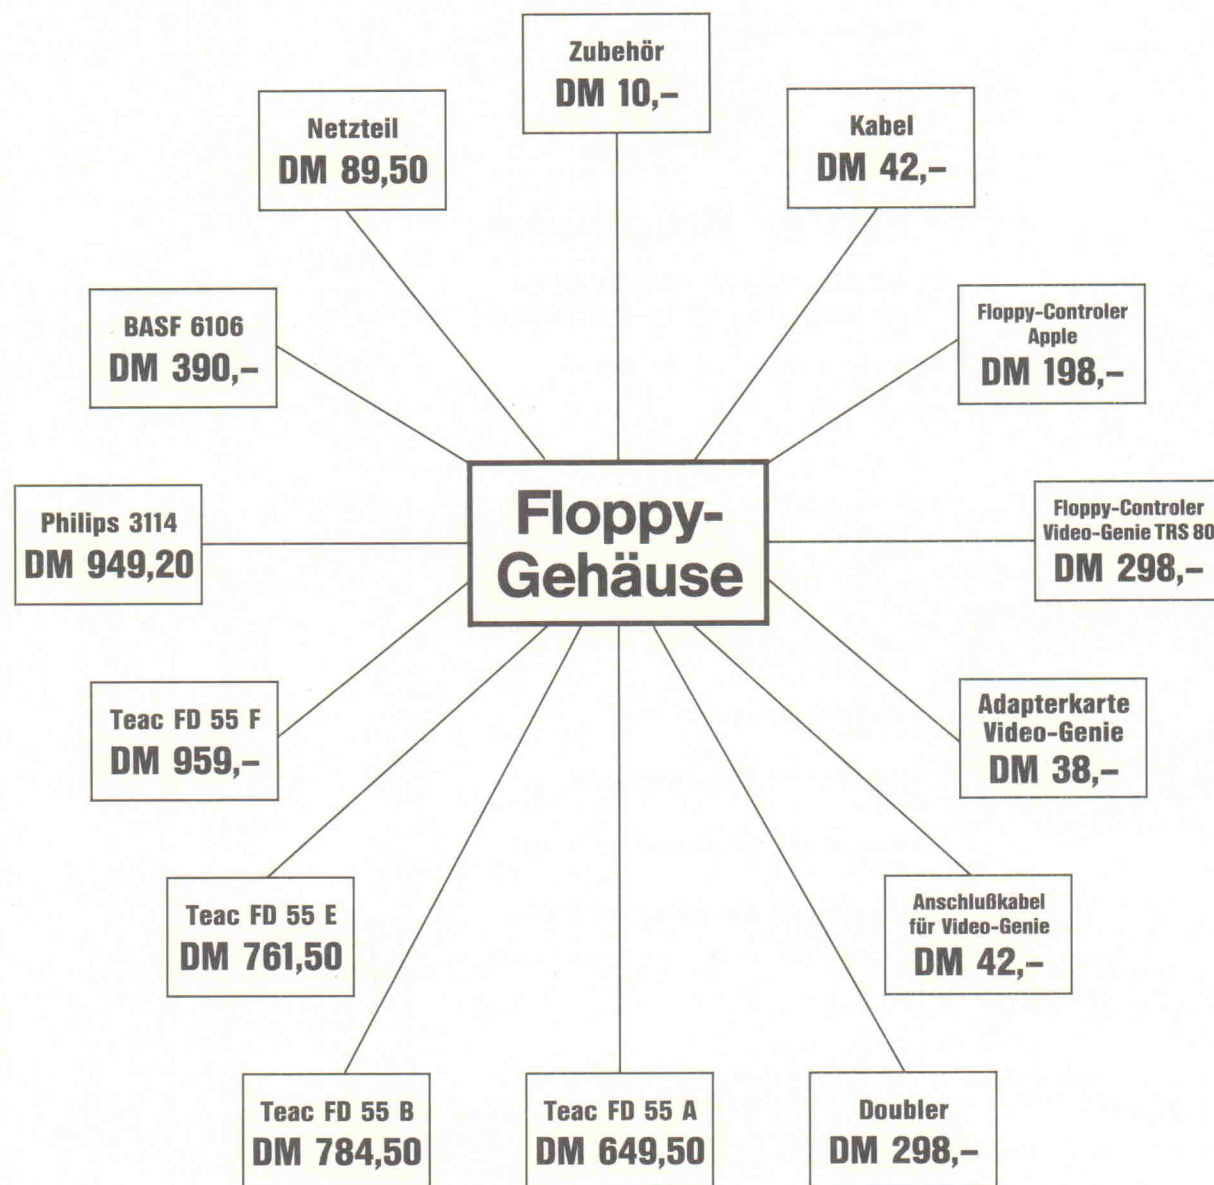 Zubehör
DM 10,–
Netzteil
DM 89,50
Kabel
DM 42,–
BASF 6106
DM 390,–
Floppy-Controler
Apple
DM 198,–
Philips 3114
DM 949,20
Floppy-
Gehäuse
Floppy-Controler
Video-Genie TRS 80
DM 298,–
Teac FD 55 F
DM 959,–
Adapterkarte
Video-Genie
DM 38,–
Teac FD 55 E
DM 761,50
Anschlußkabel
für Video-Genie
DM 42,–
Teac FD 55 B
DM 784,50
Teac FD 55 A
DM 649,50
Doubler
DM 298,–